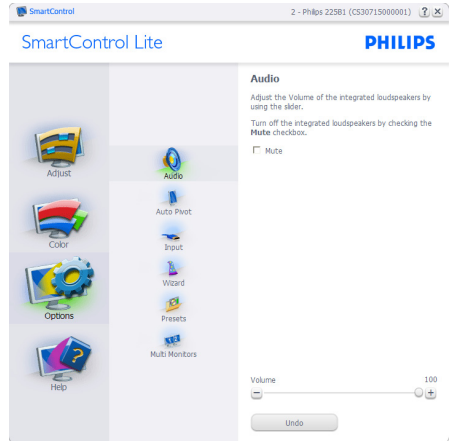 SmartControl
2 - Philips 225B1 (CS30715000001)
SmartControl Lite
PHILIPS
Adjust
Color
Options
Help
Audio
Auto Pivot
Input
Wizard
Presets
Multi Monitors
Audio
Adjust the Volume of the integrated loudspeakers by
using the slider.
Turn off the integrated loudspeakers by checking the
Mute checkbox.
Mute
Volume 100
Undo